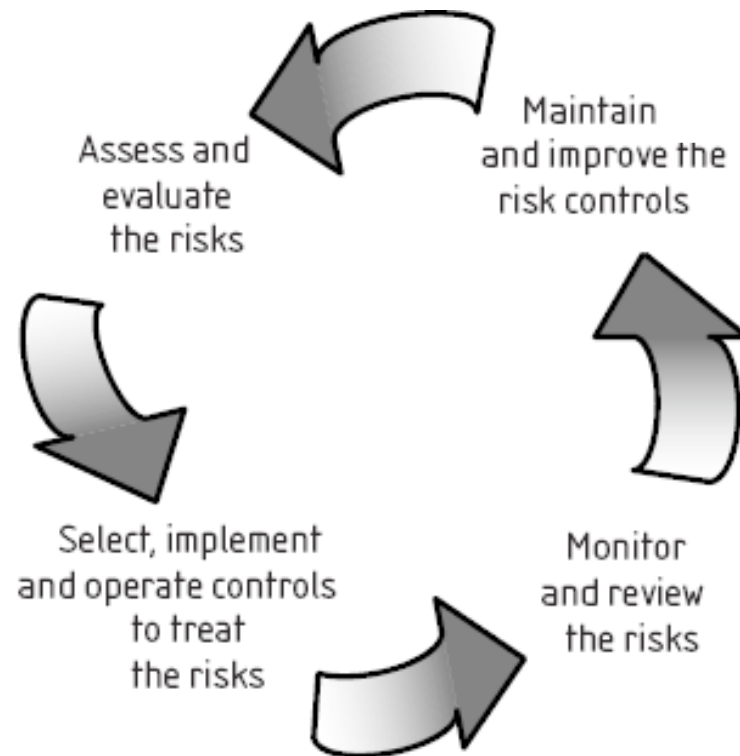 Assess and
evaluate
the risks
Maintain
and improve the
risk controls
Select, implement
and operate controls
to treat
the risks
Monitor
and review
the risks